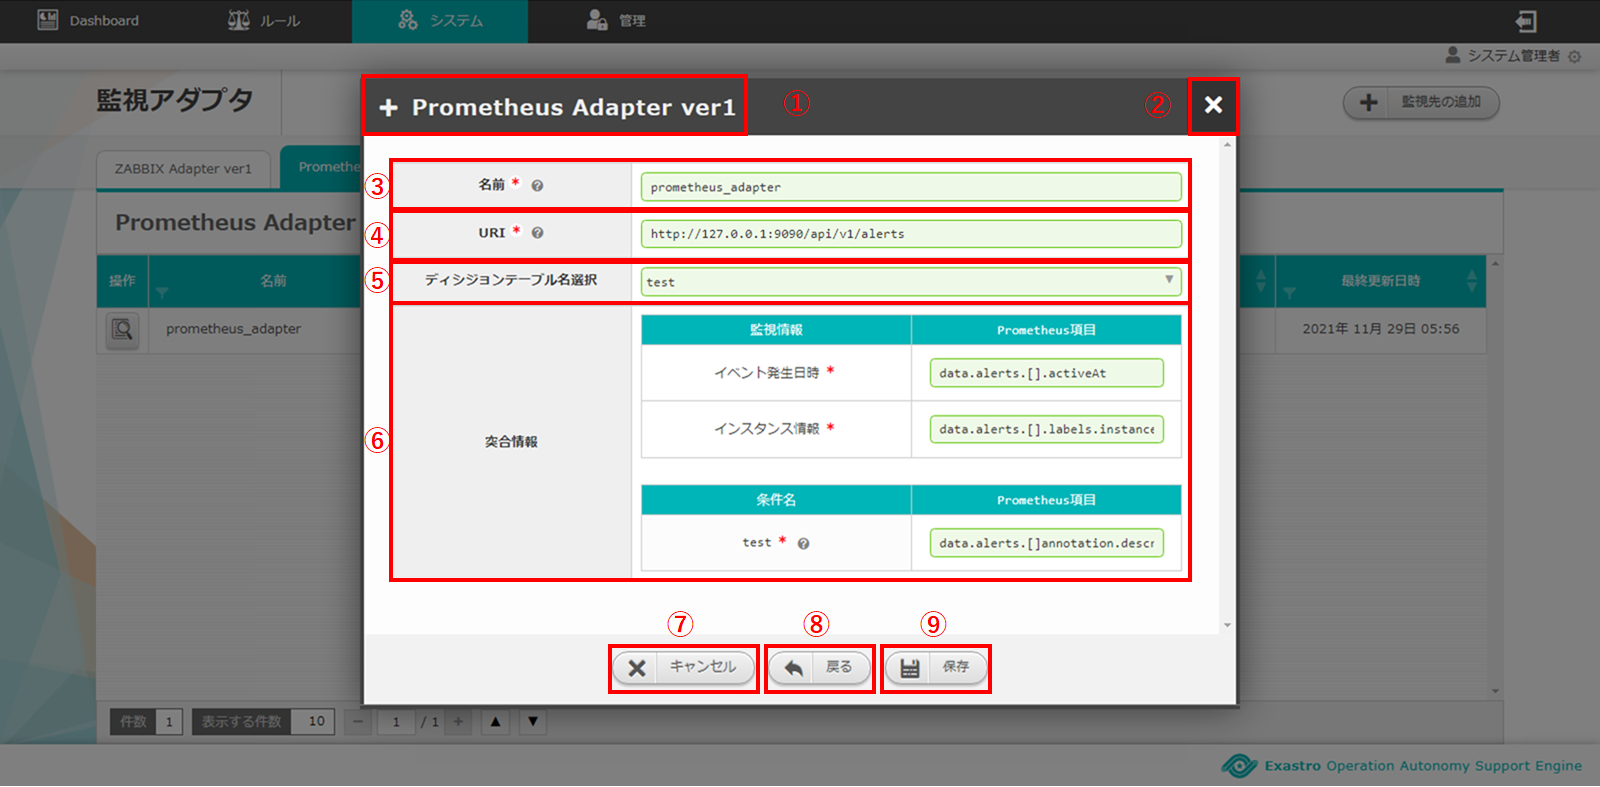 Dashboard
ルール
システム
管理
システム管理者
監視アダプタ
監視先の追加
ZABBIX Adapter ver1
Promethe
Prometheus Adapter
操作
名前
最終更新日時
prometheus_adapter
2021年 11月 29日 05:56
+ Prometheus Adapter ver1
①
②
×
③
名前 * ?
prometheus_adapter
④
URI * ?
http://127.0.0.1:9090/api/v1/alerts
⑤
ディシジョンテーブル名選択
test
⑥
突合情報
監視情報
Prometheus項目
イベント発生日時 *
data.alerts.[].activeAt
インスタンス情報 *
data.alerts.[].labels.instance
条件名
Prometheus項目
test * ?
data.alerts.[]annotation.descr
⑦
⑧
⑨
キャンセル
戻る
保存
件数 1
表示する件数 10
− 1 / 1 +
▲ ▼
Exastro Operation Autonomy Support Engine